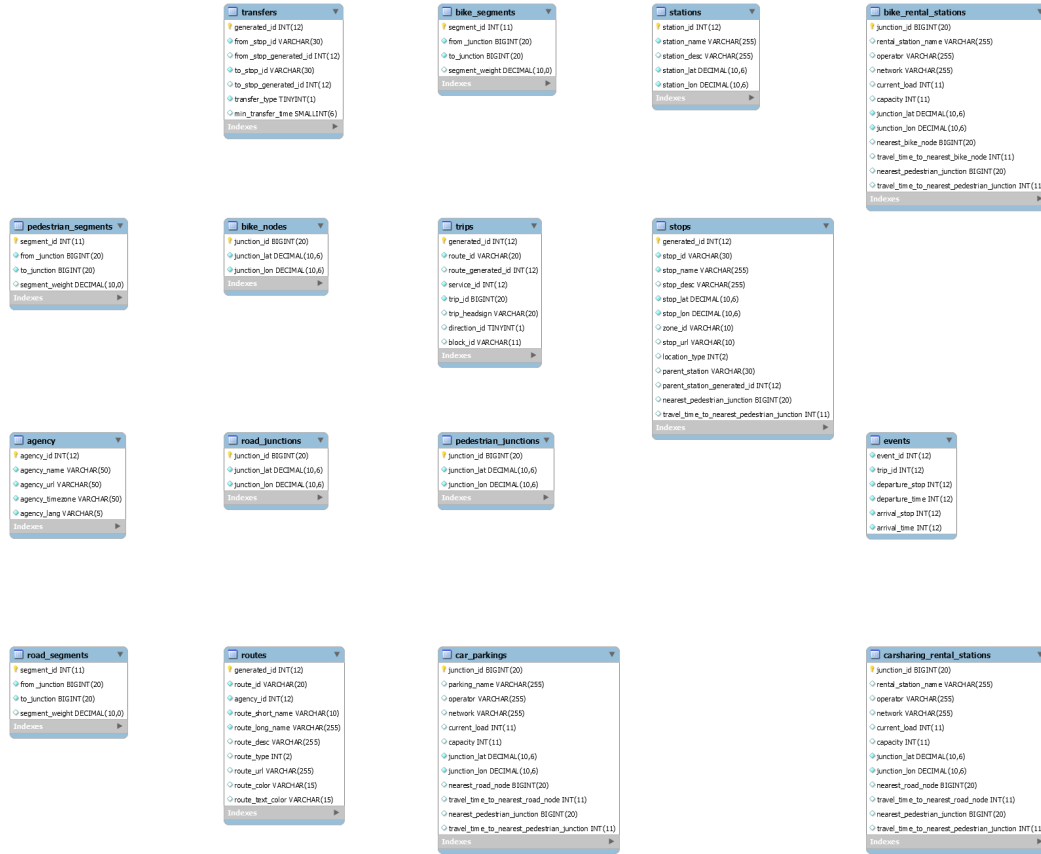 transfers
generated_id INT(12)
from_stop_id VARCHAR(30)
from_stop_generated_id INT(12)
to_stop_id VARCHAR(30)
to_stop_generated_id INT(12)
transfer_type TINYINT(1)
min_transfer_time SMALLINT(6)
Indexes
bike_segments
segment_id INT(11)
from_junction BIGINT(20)
to_junction BIGINT(20)
segment_weight DECIMAL(10,0)
Indexes
stations
station_id INT(12)
station_name VARCHAR(255)
station_desc VARCHAR(255)
station_lat DECIMAL(10,6)
station_lon DECIMAL(10,6)
Indexes
bike_rental_stations
junction_id BIGINT(20)
rental_station_name VARCHAR(255)
operator VARCHAR(255)
network VARCHAR(255)
current_load INT(11)
capacity INT(11)
junction_lat DECIMAL(10,6)
junction_lon DECIMAL(10,6)
nearest_bike_node BIGINT(20)
travel_time_to_nearest_bike_node INT(11)
nearest_pedestrian_junction BIGINT(20)
travel_time_to_nearest_pedestrian_junction INT(11
Indexes
pedestrian_segments
segment_id INT(11)
from_junction BIGINT(20)
to_junction BIGINT(20)
segment_weight DECIMAL(10,0)
Indexes
bike_nodes
junction_id BIGINT(20)
junction_lat DECIMAL(10,6)
junction_lon DECIMAL(10,6)
Indexes
trips
generated_id INT(12)
route_id VARCHAR(20)
route_generated_id INT(12)
service_id INT(12)
trip_id BIGINT(20)
trip_headsign VARCHAR(20)
direction_id TINYINT(1)
block_id VARCHAR(11)
Indexes
stops
generated_id INT(12)
stop_id VARCHAR(30)
stop_name VARCHAR(255)
stop_desc VARCHAR(255)
stop_lat DECIMAL(10,6)
stop_lon DECIMAL(10,6)
zone_id VARCHAR(10)
stop_url VARCHAR(10)
location_type INT(2)
parent_station VARCHAR(30)
parent_station_generated_id INT(12)
nearest_pedestrian_junction BIGINT(20)
travel_time_to_nearest_pedestrian_junction INT(11)
Indexes
agency
agency_id INT(12)
agency_name VARCHAR(50)
agency_url VARCHAR(50)
agency_timezone VARCHAR(50)
agency_lang VARCHAR(5)
Indexes
road_junctions
junction_id BIGINT(20)
junction_lat DECIMAL(10,6)
junction_lon DECIMAL(10,6)
Indexes
pedestrian_junctions
junction_id BIGINT(20)
junction_lat DECIMAL(10,6)
junction_lon DECIMAL(10,6)
Indexes
events
event_id INT(12)
trip_id INT(12)
departure_stop INT(12)
departure_time INT(12)
arrival_stop INT(12)
arrival_time INT(12)
road_segments
segment_id INT(11)
from_junction BIGINT(20)
to_junction BIGINT(20)
segment_weight DECIMAL(10,0)
Indexes
routes
generated_id INT(12)
route_id VARCHAR(20)
agency_id INT(12)
route_short_name VARCHAR(10)
route_long_name VARCHAR(255)
route_desc VARCHAR(255)
route_type INT(2)
route_url VARCHAR(255)
route_color VARCHAR(15)
route_text_color VARCHAR(15)
Indexes
car_parkings
junction_id BIGINT(20)
parking_name VARCHAR(255)
operator VARCHAR(255)
network VARCHAR(255)
current_load INT(11)
capacity INT(11)
junction_lat DECIMAL(10,6)
junction_lon DECIMAL(10,6)
nearest_road_node BIGINT(20)
travel_time_to_nearest_road_node INT(11)
nearest_pedestrian_junction BIGINT(20)
travel_time_to_nearest_pedestrian_junction INT(11)
Indexes
carsharing_rental_stations
junction_id BIGINT(20)
rental_station_name VARCHAR(255)
operator VARCHAR(255)
network VARCHAR(255)
current_load INT(11)
capacity INT(11)
junction_lat DECIMAL(10,6)
junction_lon DECIMAL(10,6)
nearest_road_node BIGINT(20)
travel_time_to_nearest_road_node INT(11)
nearest_pedestrian_junction BIGINT(20)
travel_time_to_nearest_pedestrian_junction INT(11
Indexes